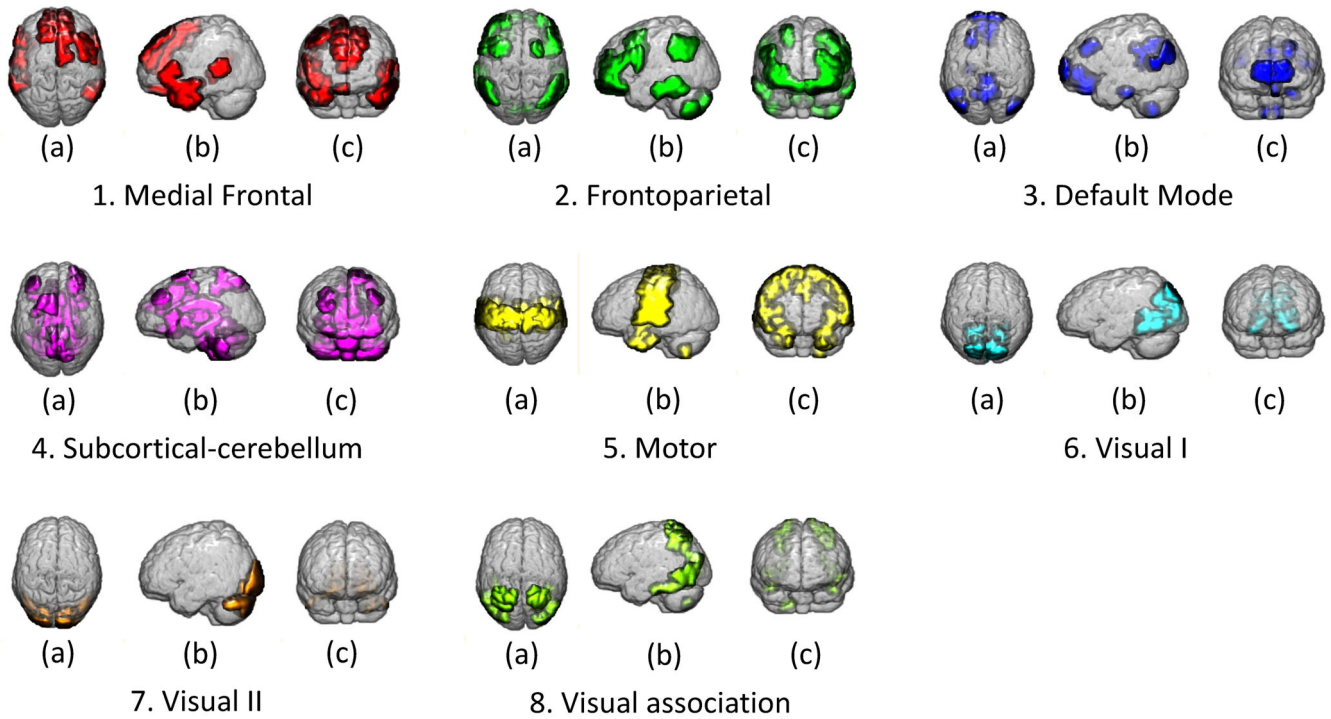 (a) (b) (c) (a) (b) (c) (a) (b) (c)
1. Medial Frontal 2. Frontoparietal 3. Default Mode
(a) (b) (c) (a) (b) (c) (a) (b) (c)
4. Subcortical-cerebellum 5. Motor 6. Visual I
(a) (b) (c) (a) (b) (c)
7. Visual II 8. Visual association